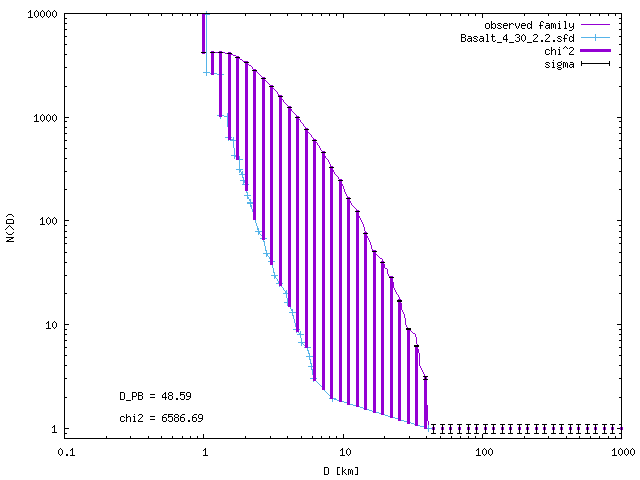 observed family
Basalt_4_30_2.2.sfd
chi^2
sigma
10000
1000
100
10
1
N(>D)
D_PB = 48.59
chi2 = 6586.69
0.1 1 10 100 1000
D [km]